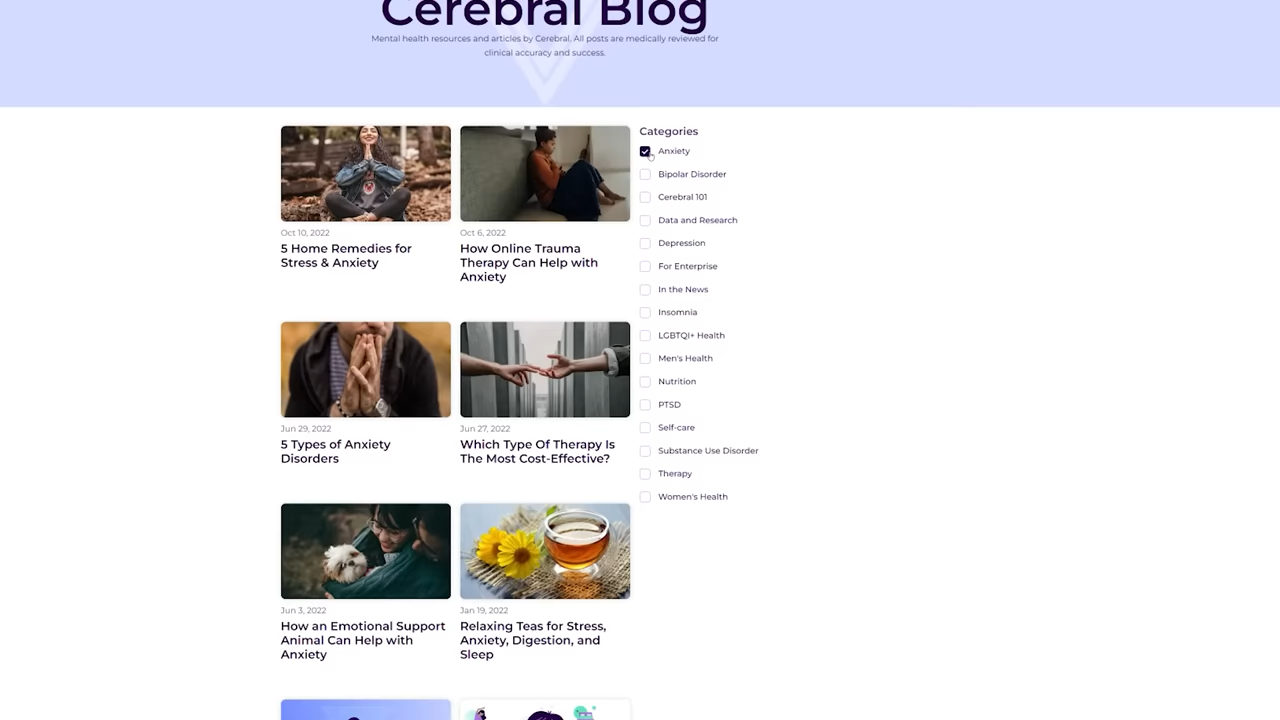 Cerebral Blog
Mental health resources and articles by Cerebral. All posts are medically reviewed for
clinical accuracy and success.
Oct 10, 2022
5 Home Remedies for
Stress & Anxiety
Oct 6, 2022
How Online Trauma
Therapy Can Help with
Anxiety
Jun 29, 2022
5 Types of Anxiety
Disorders
Jun 27, 2022
Which Type Of Therapy Is
The Most Cost-Effective?
Jun 3, 2022
How an Emotional Support
Animal Can Help with
Anxiety
Jan 19, 2022
Relaxing Teas for Stress,
Anxiety, Digestion, and
Sleep
Categories
Anxiety
Bipolar Disorder
Cerebral 101
Data and Research
Depression
For Enterprise
In the News
Insomnia
LGBTQI+ Health
Men's Health
Nutrition
PTSD
Self-care
Substance Use Disorder
Therapy
Women's Health